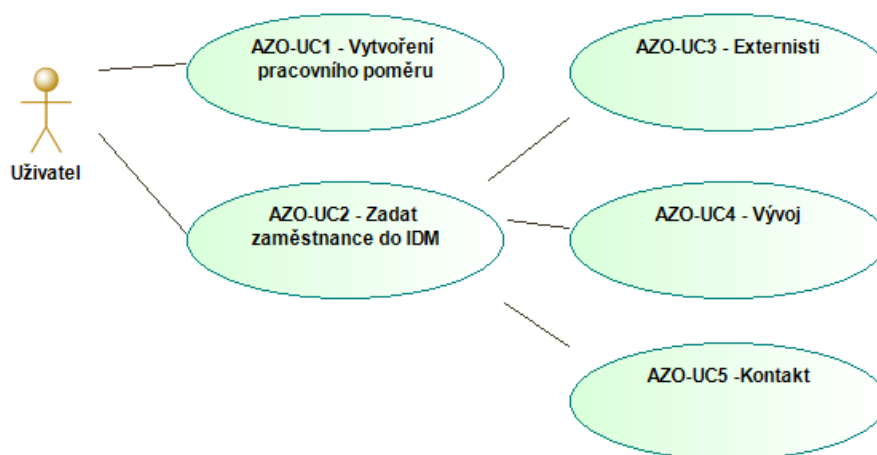 AZO-UC1 - Vytvoření
pracovního poměru
Uživatel
AZO-UC2 - Zadat
zaměstnance do IDM
AZO-UC3 - Externisti
AZO-UC4 - Vývoj
AZO-UC5 -Kontakt